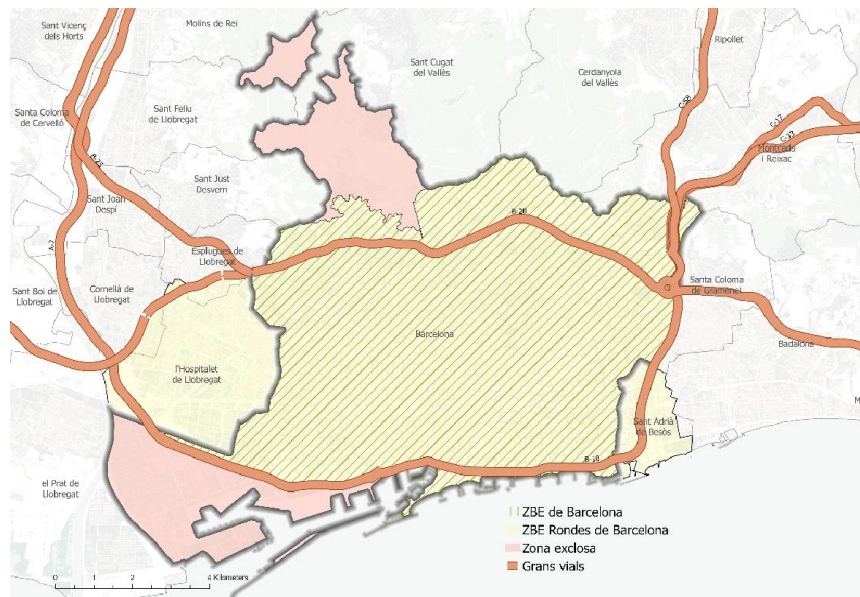 Sant Vicenç
dels Horts
Molins de Rei
Sant Cugat
del Vallès
Cerdanyola
del Vallès
Ripollet
C-58
C-17
C-33
Montcada
i Reixac
Santa Coloma
de Cervelló
Sant Feliu
de Llobregat
Sant Just
Desvern
B-23
Sant Joan
Despí
A-2
B-20
Esplugues de
Llobregat
Sant Boi de
Llobregat
Cornellà de
Llobregat
Santa Coloma
de Gramenet
Barcelona
Badalona
l'Hospitalet
de Llobregat
Sant Adrià
de Besòs
B-10
el Prat de
Llobregat
M
ZBE de Barcelona
ZBE Rondes de Barcelona
Zona exclosa
Grans vials
0 1 2 4 Kilometers